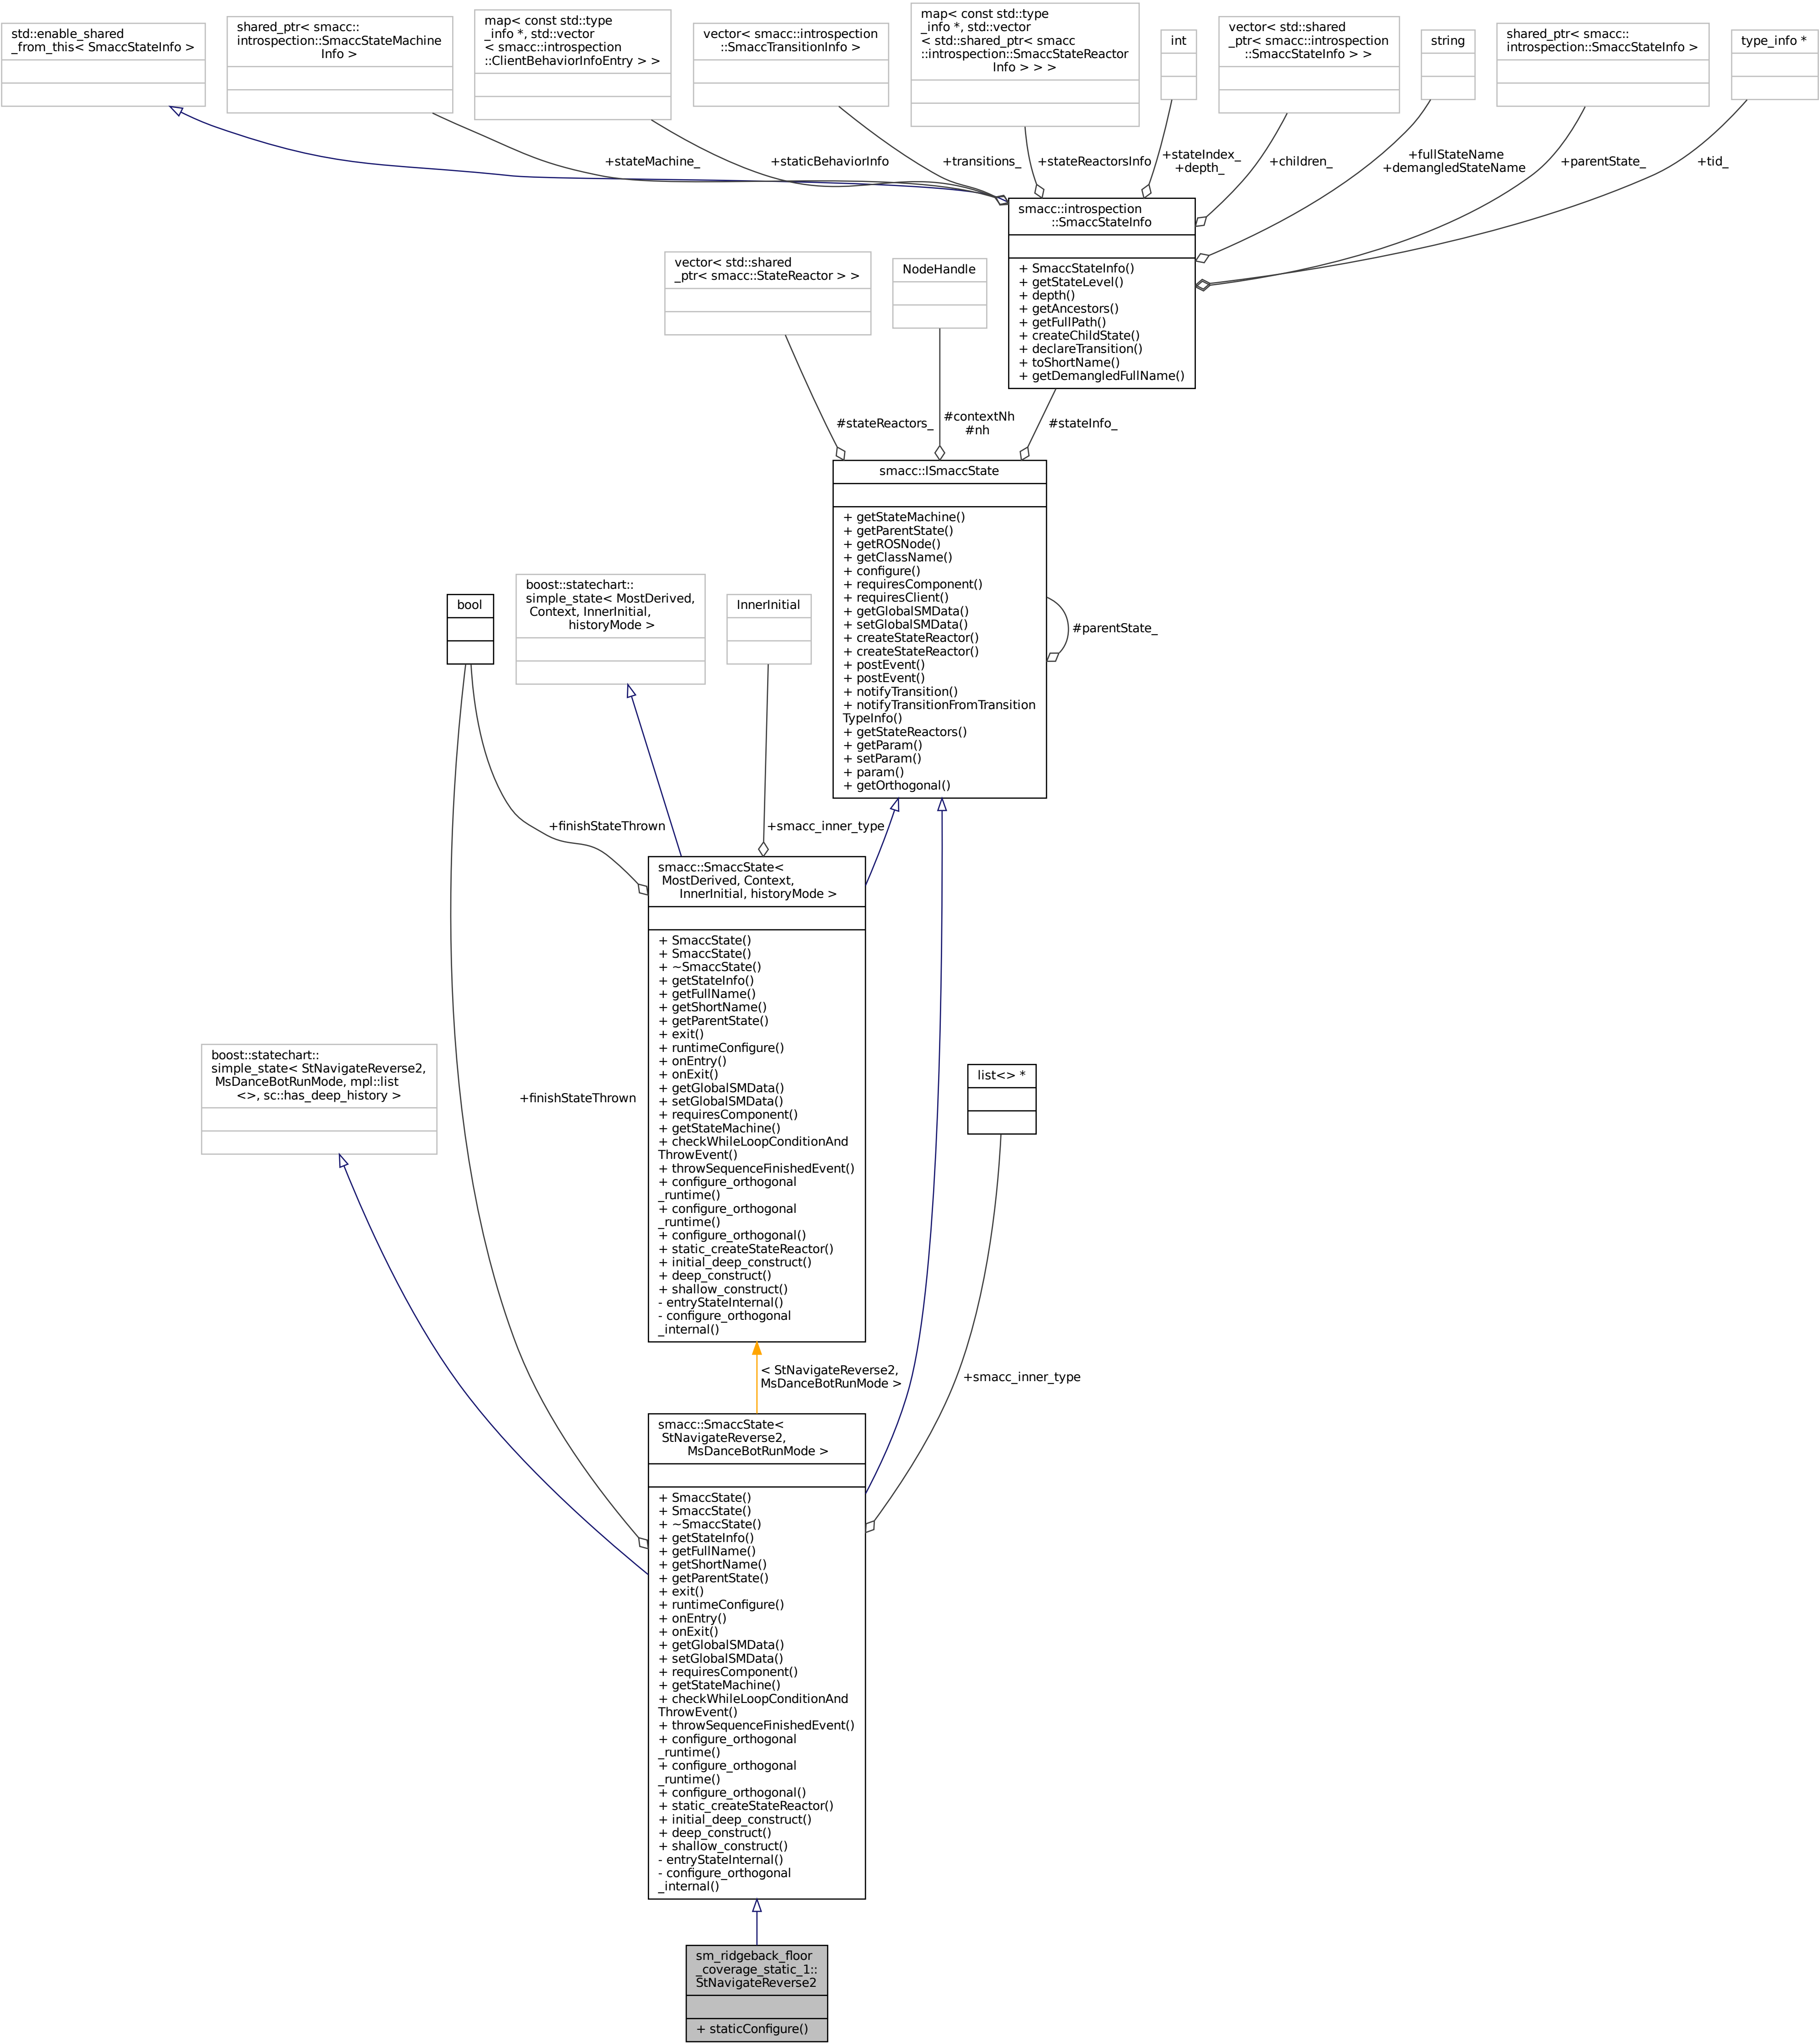 std::enable_shared
_from_this< SmaccStateInfo >
shared_ptr< smacc::
introspection::SmaccStateMachine
Info >
map< const std::type
_info *, std::vector
< smacc::introspection
::ClientBehaviorInfoEntry > >
vector< smacc::introspection
::SmaccTransitionInfo >
map< const std::type
_info *, std::vector
< std::shared_ptr< smacc
::introspection::SmaccStateReactor
Info > > >
int
vector< std::shared
_ptr< smacc::introspection
::SmaccStateInfo > >
string
shared_ptr< smacc::
introspection::SmaccStateInfo >
type_info *
+stateMachine_
+staticBehaviorInfo
+transitions_
+stateReactorsInfo
+stateIndex_
+depth_
+children_
+fullStateName
+demangledStateName
+parentState_
+tid_
smacc::introspection
::SmaccStateInfo
+ SmaccStateInfo()
+ getStateLevel()
+ depth()
+ getAncestors()
+ getFullPath()
+ createChildState()
+ declareTransition()
+ toShortName()
+ getDemangledFullName()
vector< std::shared
_ptr< smacc::StateReactor > >
NodeHandle
#stateReactors_
#contextNh
#nh
#stateInfo_
smacc::ISmaccState
+ getStateMachine()
+ getParentState()
+ getROSNode()
+ getClassName()
+ configure()
+ requiresComponent()
+ requiresClient()
+ getGlobalSMData()
+ setGlobalSMData()
+ createStateReactor()
+ createStateReactor()
+ postEvent()
+ postEvent()
+ notifyTransition()
+ notifyTransitionFromTransition
TypeInfo()
+ getStateReactors()
+ getParam()
+ setParam()
+ param()
+ getOrthogonal()
#parentState_
bool
boost::statechart::
simple_state< MostDerived,
Context, InnerInitial,
historyMode >
InnerInitial
+finishStateThrown
+smacc_inner_type
smacc::SmaccState<
MostDerived, Context,
InnerInitial, historyMode >
+ SmaccState()
+ SmaccState()
+ ~SmaccState()
+ getStateInfo()
+ getFullName()
+ getShortName()
+ getParentState()
+ exit()
+ runtimeConfigure()
+ onEntry()
+ onExit()
+ getGlobalSMData()
+ setGlobalSMData()
+ requiresComponent()
+ getStateMachine()
+ checkWhileLoopConditionAnd
ThrowEvent()
+ throwSequenceFinishedEvent()
+ configure_orthogonal
_runtime()
+ configure_orthogonal
_runtime()
+ configure_orthogonal()
+ static_createStateReactor()
+ initial_deep_construct()
+ deep_construct()
+ shallow_construct()
- entryStateInternal()
- configure_orthogonal
_internal()
boost::statechart::
simple_state< StNavigateReverse2,
MsDanceBotRunMode, mpl::list
<>, sc::has_deep_history >
+finishStateThrown
list<> *
< StNavigateReverse2,
MsDanceBotRunMode >
+smacc_inner_type
smacc::SmaccState<
StNavigateReverse2,
MsDanceBotRunMode >
+ SmaccState()
+ SmaccState()
+ ~SmaccState()
+ getStateInfo()
+ getFullName()
+ getShortName()
+ getParentState()
+ exit()
+ runtimeConfigure()
+ onEntry()
+ onExit()
+ getGlobalSMData()
+ setGlobalSMData()
+ requiresComponent()
+ getStateMachine()
+ checkWhileLoopConditionAnd
ThrowEvent()
+ throwSequenceFinishedEvent()
+ configure_orthogonal
_runtime()
+ configure_orthogonal
_runtime()
+ configure_orthogonal()
+ static_createStateReactor()
+ initial_deep_construct()
+ deep_construct()
+ shallow_construct()
- entryStateInternal()
- configure_orthogonal
_internal()
sm_ridgeback_floor
_coverage_static_1::
StNavigateReverse2
+ staticConfigure()